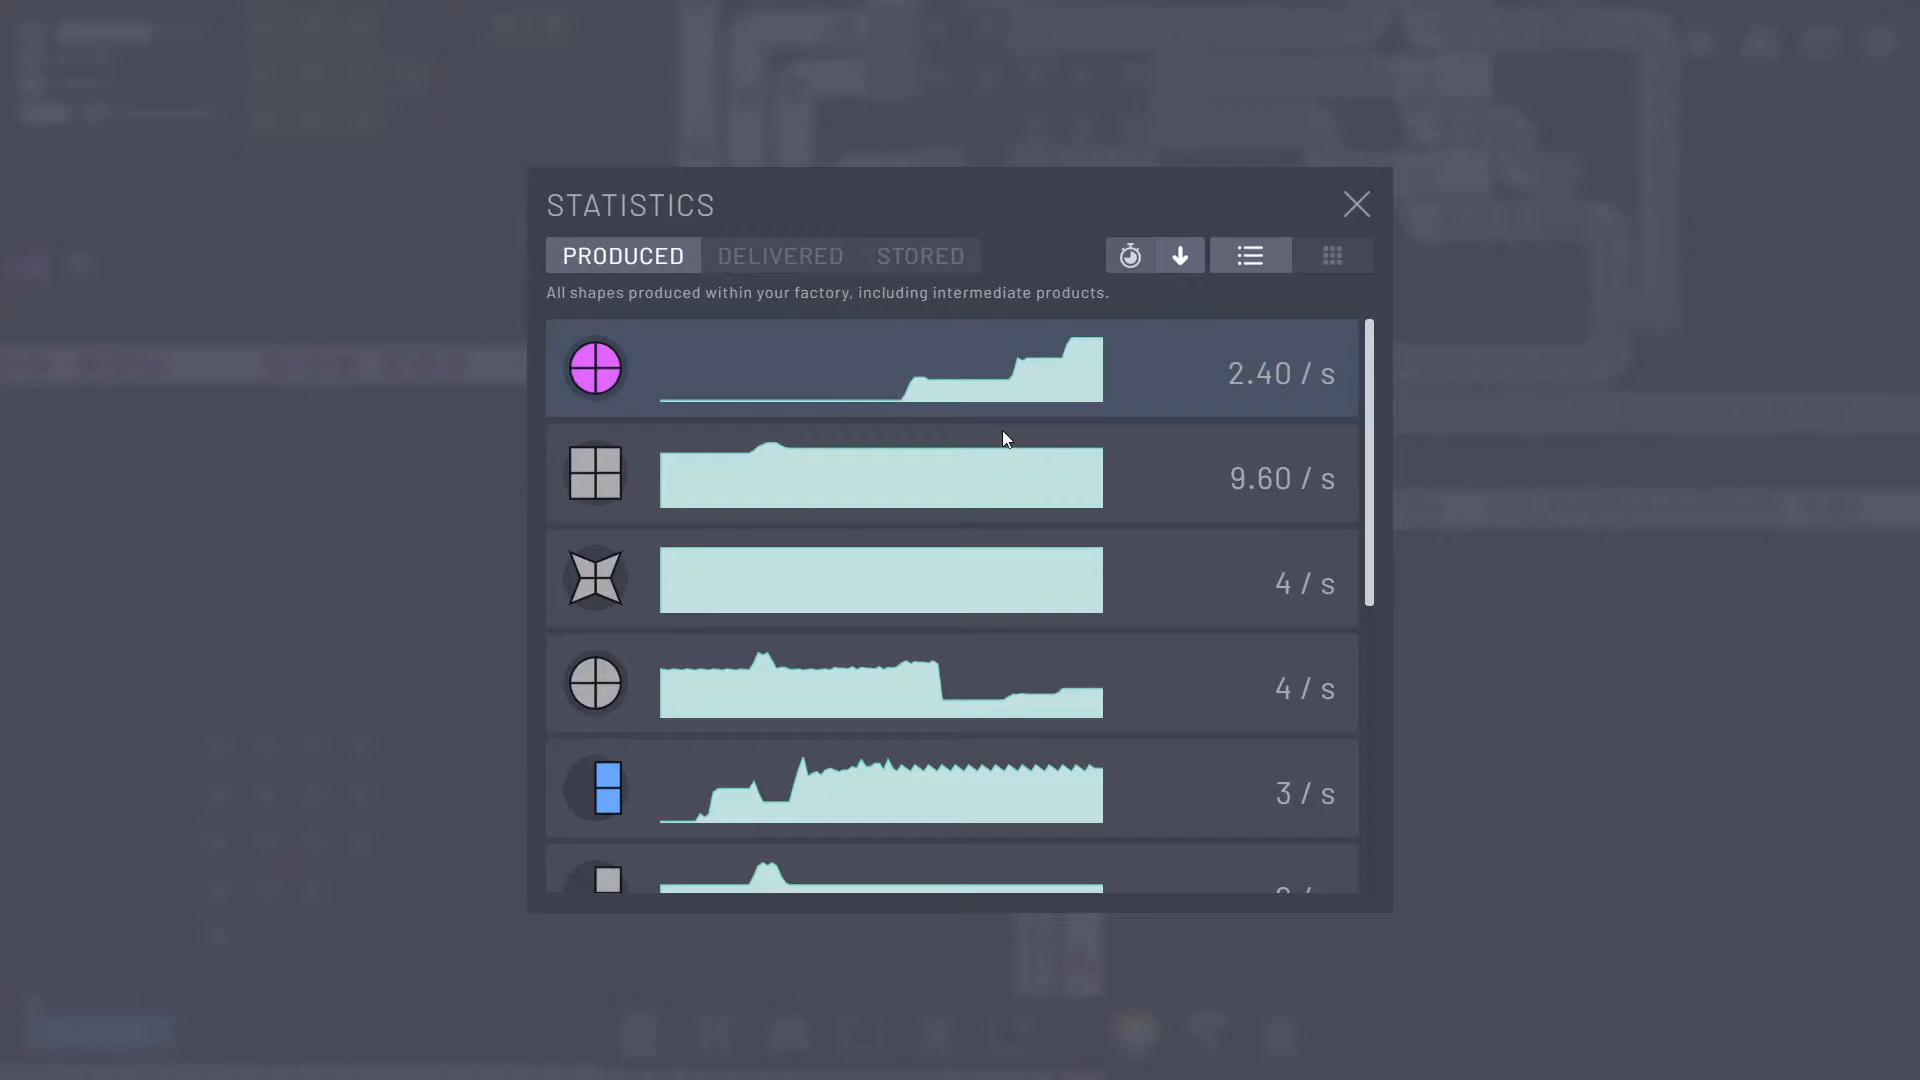 STATISTICS
PRODUCED DELIVERED STORED
All shapes produced within your factory, including intermediate products.
2.40 / s
9.60 / s
4 / s
4 / s
3 / s